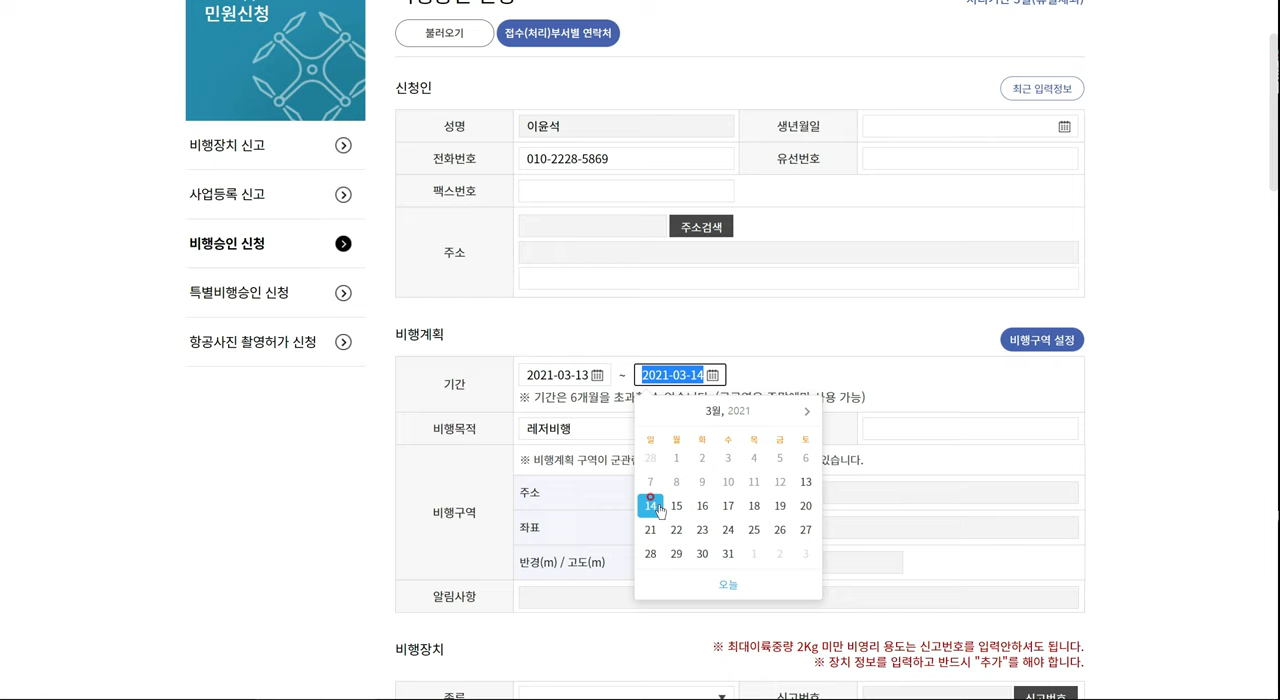 민원신청
불러오기
접수(처리)부서별 연락처
비행장치 신고
사업등록 신고
비행승인 신청
특별비행승인 신청
항공사진 촬영허가 신청
신청인
최근 입력정보
성명 이윤석 생년월일
전화번호 010-2228-5869 유선번호
팩스번호
주소 주소검색
비행계획
비행구역 설정
기간 2021-03-13 ~ 2021-03-14
※ 기간은 6개월을 초과
용 가능)
비행목적 레저비행
※ 비행계획 구역이 군관
있습니다.
비행구역
주소
좌표
반경(m) / 고도(m)
알림사항
3월, 2021
일 월 화 수 목 금 토
28 1 2 3 4 5 6
7 8 9 10 11 12 13
14 15 16 17 18 19 20
21 22 23 24 25 26 27
28 29 30 31 1 2 3
오늘
비행장치
※ 최대이륙중량 2Kg 미만 비영리 용도는 신고번호를 입력안하셔도 됩니다.
※ 장치 정보를 입력하고 반드시 "추가"를 해야 합니다.
종류 신고번호 신고번호